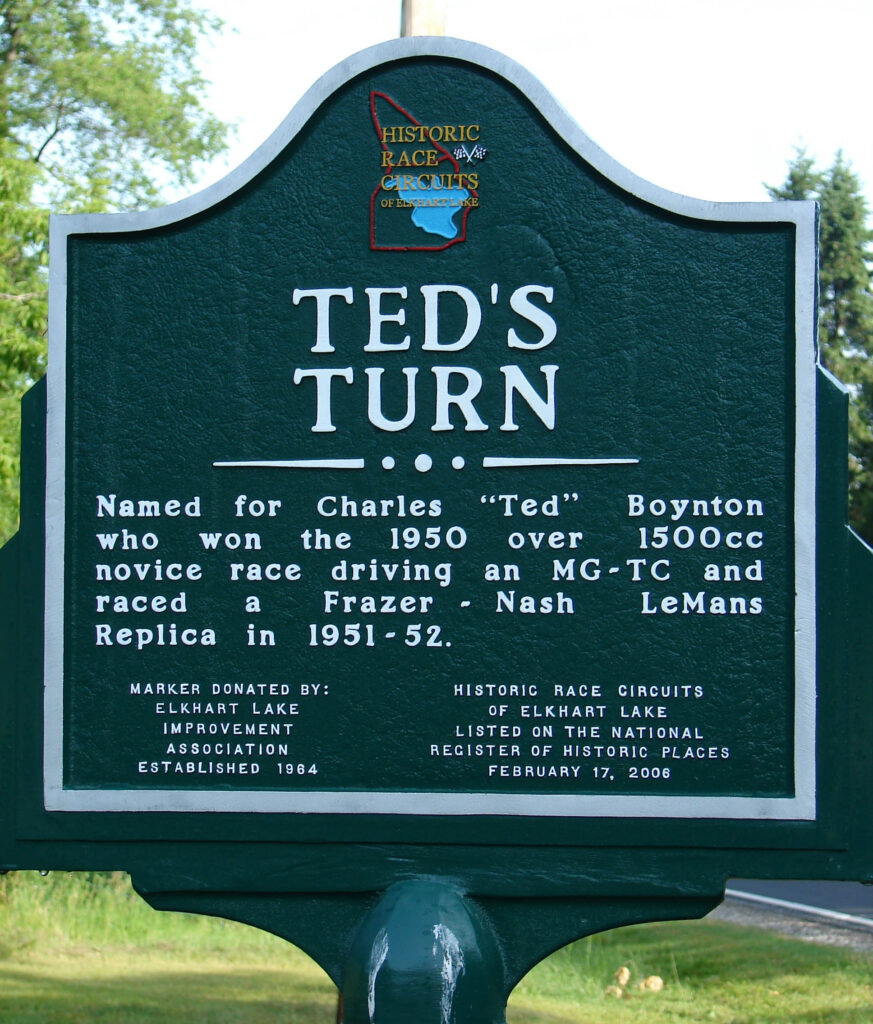 HISTORIC
RACE
CIRCUITS
OF ELKHART LAKE
TED'S
TURN
Named for Charles “Ted” Boynton
who won the 1950 over 1500cc
novice race driving an MG-TC and
raced a Frazer - Nash LeMans
Replica in 1951-52.
MARKER DONATED BY:
ELKHART LAKE
IMPROVEMENT
ASSOCIATION
ESTABLISHED 1964
HISTORIC RACE CIRCUITS
OF ELKHART LAKE
LISTED ON THE NATIONAL
REGISTER OF HISTORIC PLACES
FEBRUARY 17, 2006